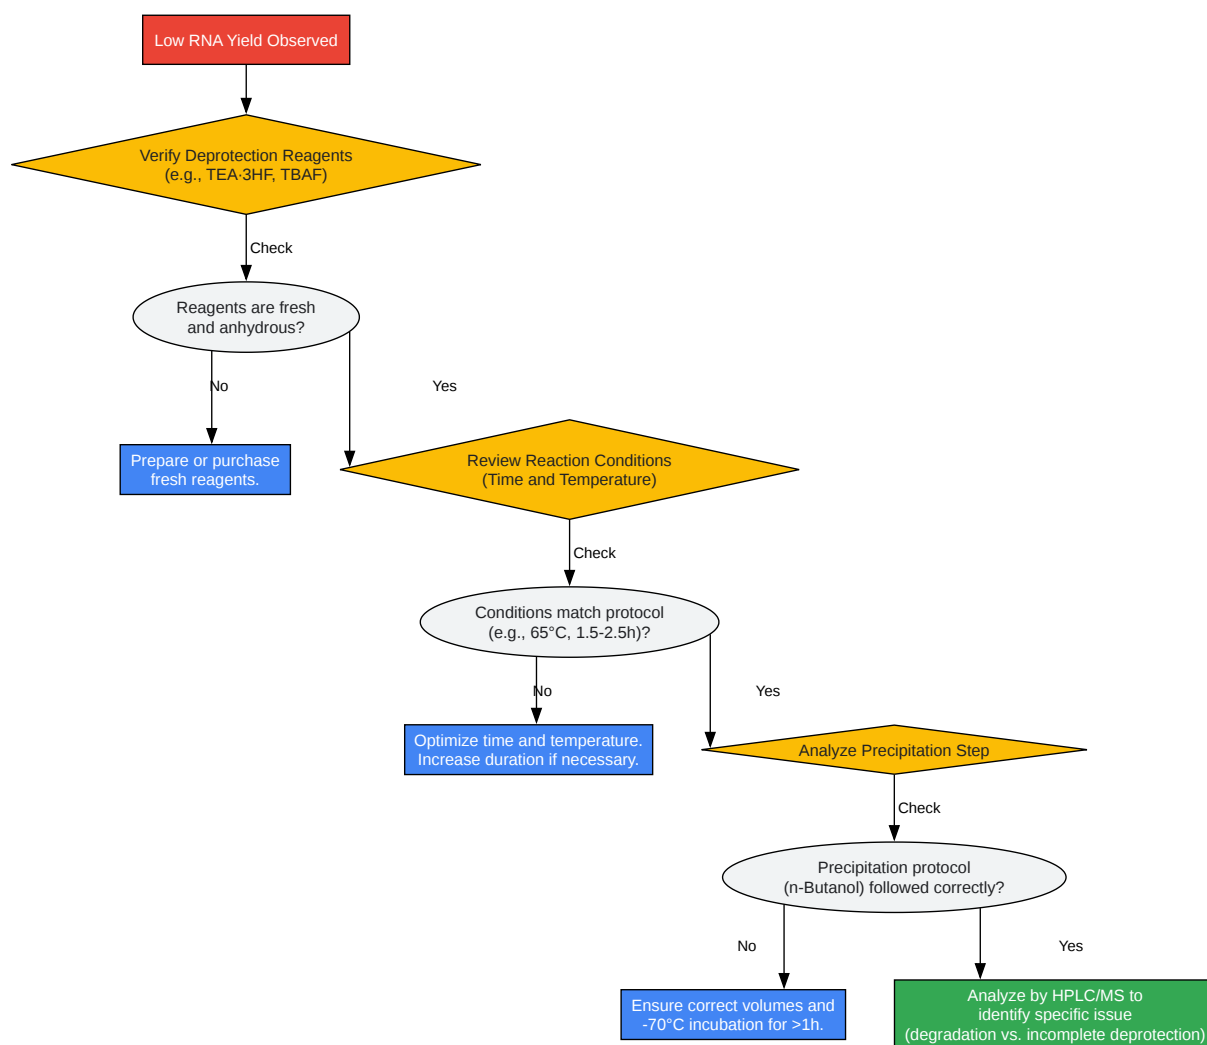 Low RNA Yield Observed
Verify Deprotection Reagents
(e.g., TEA·3HF, TBAF)
Check
Reagents are fresh
and anhydrous?
No
Yes
Prepare or purchase
fresh reagents.
Review Reaction Conditions
(Time and Temperature)
Check
Conditions match protocol
(e.g., 65°C, 1.5-2.5h)?
No
Yes
Optimize time and temperature.
Increase duration if necessary.
Analyze Precipitation Step
Check
Precipitation protocol
(n-Butanol) followed correctly?
No
Yes
Ensure correct volumes and
-70°C incubation for >1h.
Analyze by HPLC/MS to
identify specific issue
(degradation vs. incomplete deprotection)